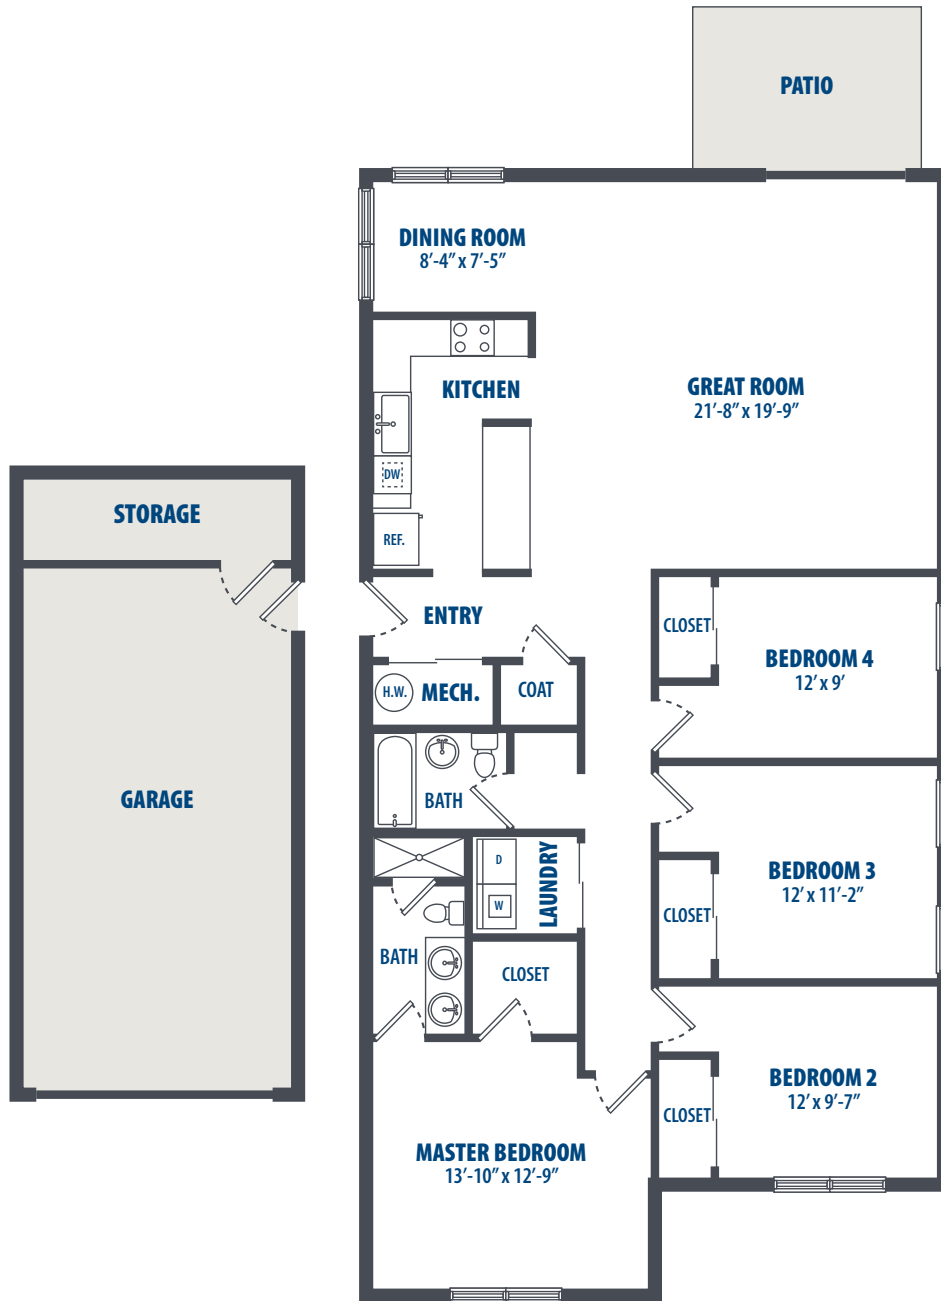 PATIO
DINING ROOM
8’-4” x 7’-5”
KITCHEN
GREAT ROOM
21’-8” x 19’-9”
DW
REF.
STORAGE
ENTRY
CLOSET
BEDROOM 4
12’ x 9’
H.W.
MECH.
COAT
GARAGE
BATH
D
W
LAUNDRY
BEDROOM 3
12’ x 11’-2”
CLOSET
BATH
CLOSET
BEDROOM 2
12’ x 9’-7”
CLOSET
MASTER BEDROOM
13’-10” x 12’-9”